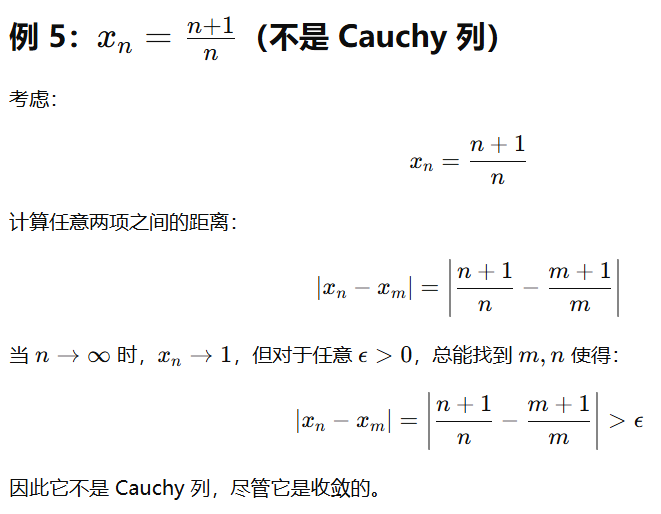 例 5：$x_n = \frac{n+1}{n}$（不是 Cauchy 列）
考虑：
$x_n = \frac{n+1}{n}$
计算任意两项之间的距离：
$|x_n - x_m| = \left| \frac{n+1}{n} - \frac{m+1}{m} \right|$
当 $n \to \infty$ 时，$x_n \to 1$，但对于任意 $\epsilon > 0$，总能找到 $m, n$ 使得：
$|x_n - x_m| = \left| \frac{n+1}{n} - \frac{m+1}{m} \right| > \epsilon$
因此它不是 Cauchy 列，尽管它是收敛的。